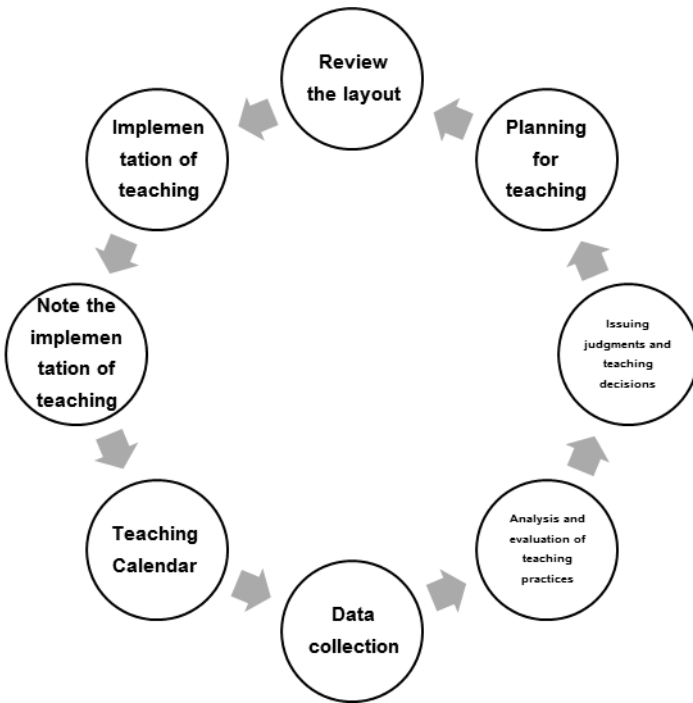 Review
the layout
Planning
for
teaching
Implemen
tation of
teaching
Note the
implemen
tation of
teaching
Issuing
judgments and
teaching
decisions
Teaching
Calendar
Analysis and
evaluation of
teaching
practices
Data
collection